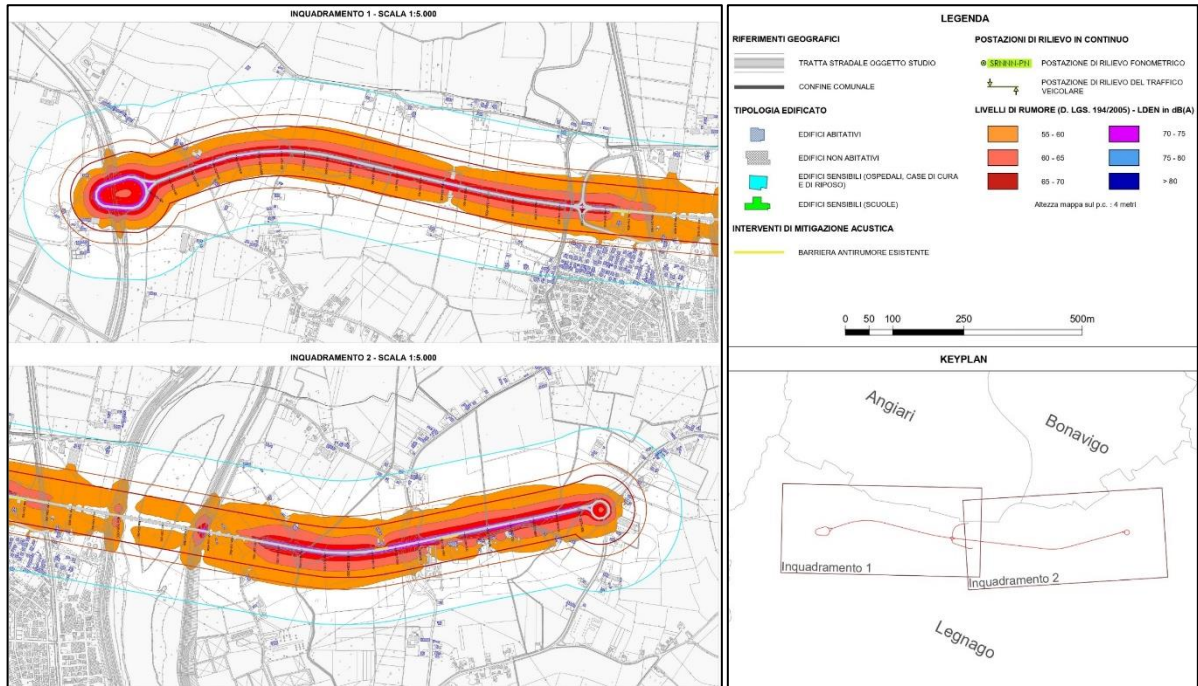 INQUADRAMENTO 1 - SCALA 1:5.000
INQUADRAMENTO 2 - SCALA 1:5.000
LEGENDA
RIFERIMENTI GEOGRAFICI
TRATTA STRADALE OGGETTO STUDIO
CONFINE COMUNALE
TIPOLOGIA EDIFICATO
EDIFICI ABITATIVI
EDIFICI NON ABITATIVI
EDIFICI SENSIBILI (OSPEDALI, CASE DI CURA
E DI RIPOSO)
EDIFICI SENSIBILI (SCUOLE)
INTERVENTI DI MITIGAZIONE ACUSTICA
BARRIERA ANTIRUMORE ESISTENTE
POSTAZIONI DI RILIEVO IN CONTINUO
SRNNN-PN POSTAZIONE DI RILIEVO FONOMETRICO
POSTAZIONE DI RILIEVO DEL TRAFFICO
VEICOLARE
LIVELLI DI RUMORE (D. LGS. 194/2005) - LDEN in dB(A)
55 - 60 70 - 75
60 - 65 75 - 80
65 - 70 > 80
Altezza mappa sul p.c. : 4 metri
0 50 100 250 500m
KEYPLAN
Angiari
Bonavigo
Inquadramento 1
Inquadramento 2
Legnago